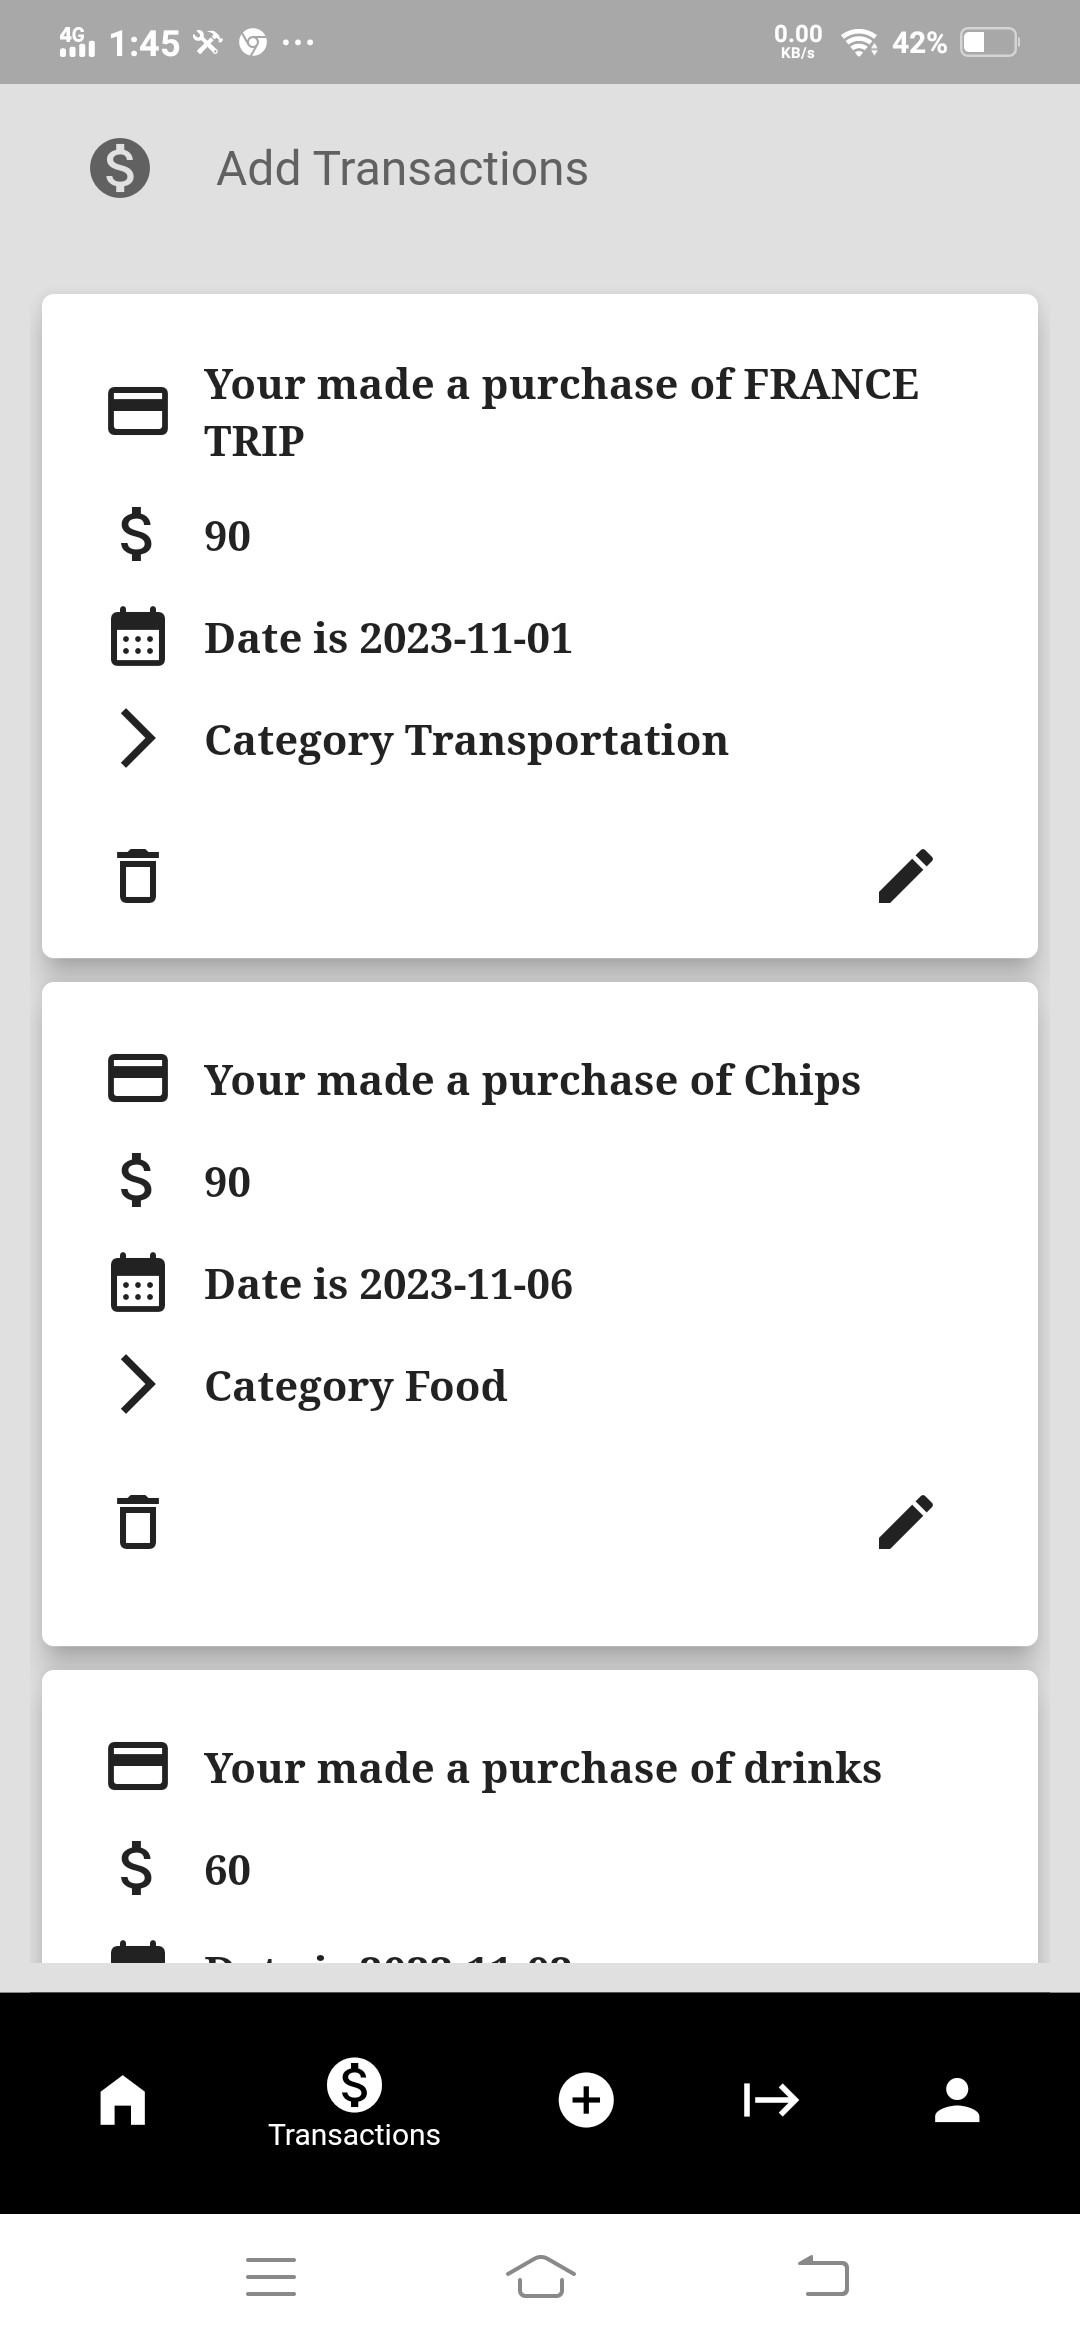 4G 1:45 0.00 KB/s 42%
Add Transactions
Your made a purchase of FRANCE
TRIP
90
Date is 2023-11-01
Category Transportation
Your made a purchase of Chips
90
Date is 2023-11-06
Category Food
Your made a purchase of drinks
60
Date is
Transactions